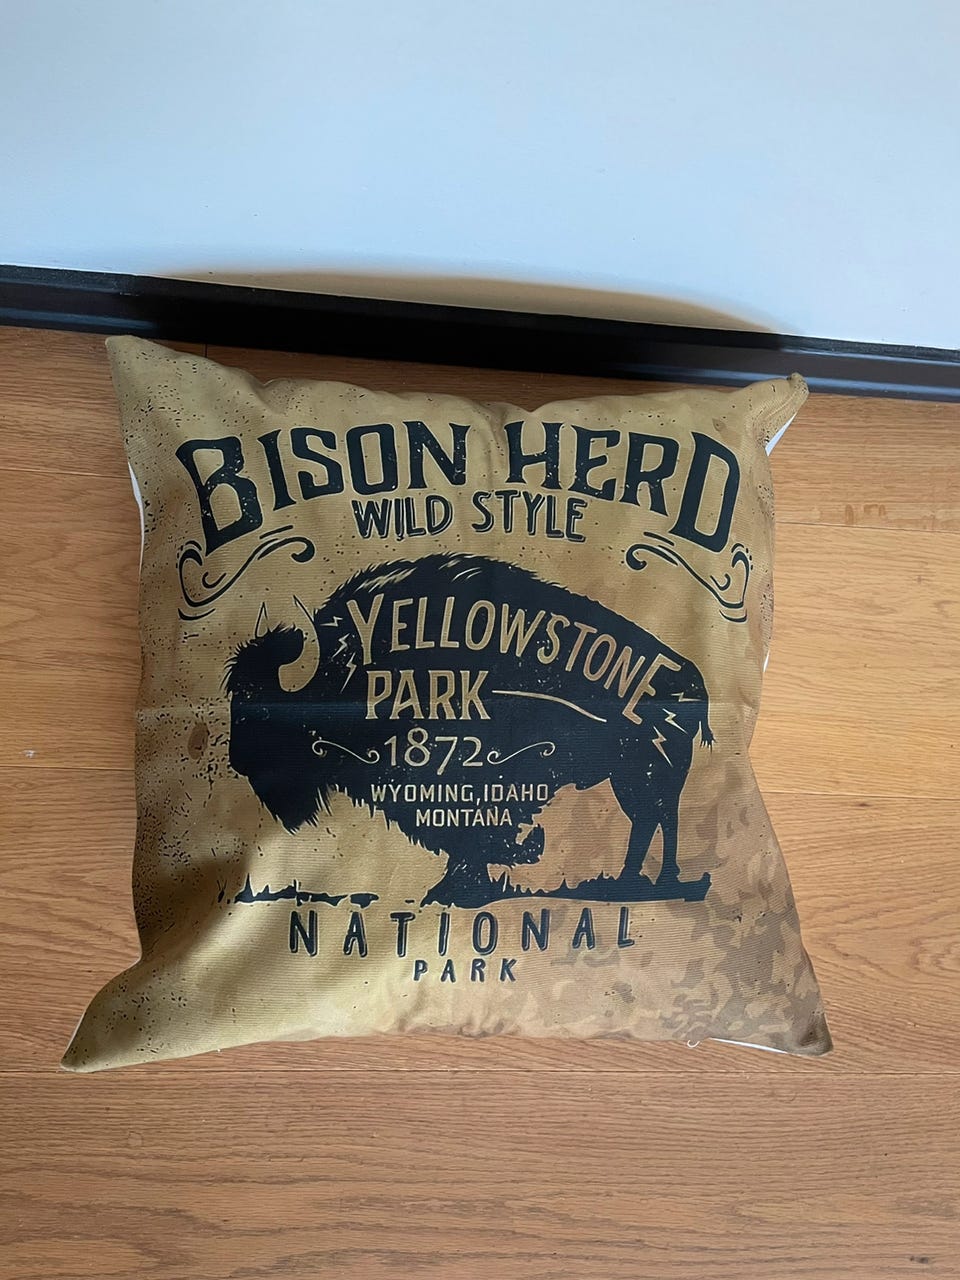 BISON HERD
WILD STYLE
YELLOWSTONE
PARK
1872
WYOMING, IDAHO
MONTANA
NATIONAL
PARK